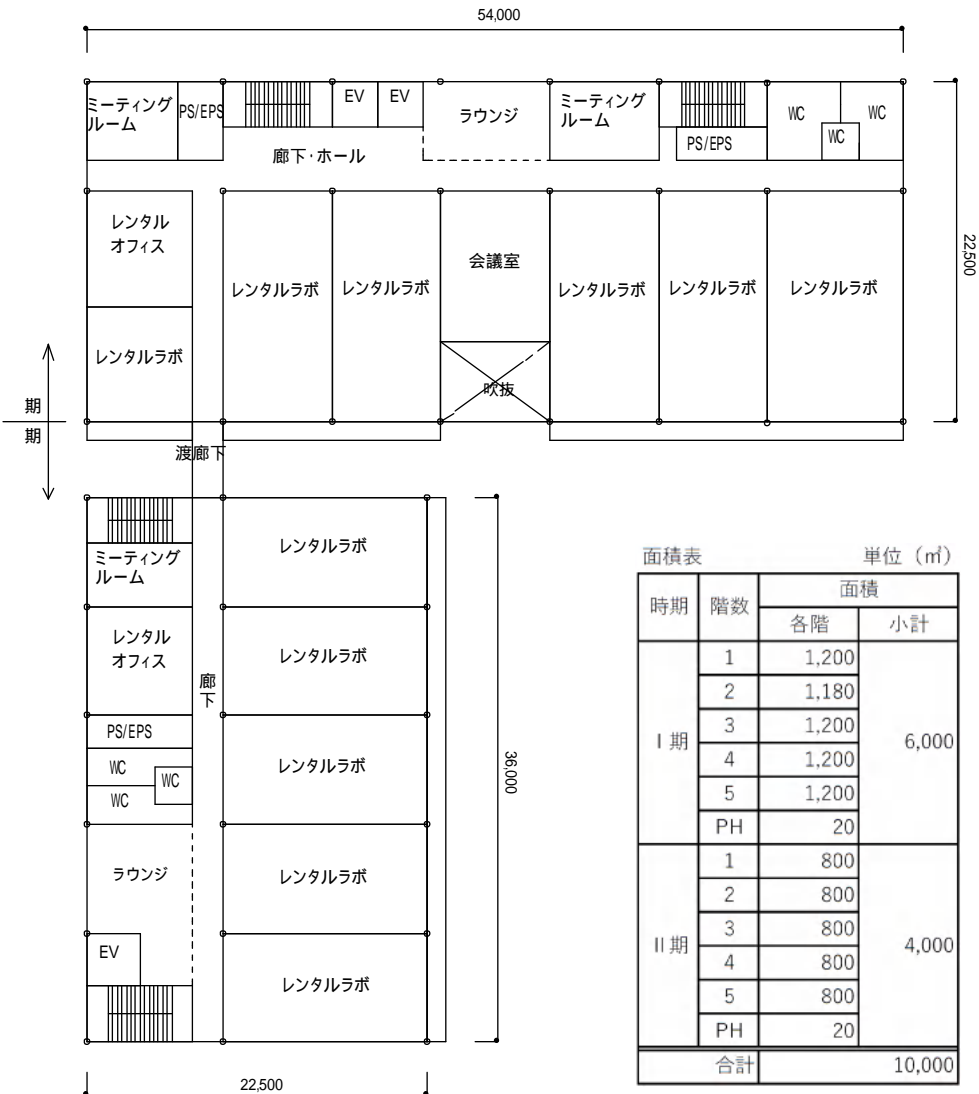 54,000
ミーティング
ルーム
PS/EPS
EV
EV
ラウンジ
ミーティング
ルーム
PS/EPS
WC
WC
WC
廊下・ホール
22,500
レンタル
オフィス
レンタルラボ
レンタルラボ
レンタルラボ
会議室
吹抜
レンタルラボ
レンタルラボ
レンタルラボ
期
期
渡廊下
ミーティング
ルーム
レンタル
オフィス
PS/EPS
WC
WC
WC
ラウンジ
EV
廊
下
レンタルラボ
レンタルラボ
レンタルラボ
レンタルラボ
レンタルラボ
36,000
22,500
面積表 単位（㎡）
時期 階数 面積
各階 小計
Ⅰ期 6,000
1 1,200
2 1,180
3 1,200
4 1,200
5 1,200
PH 20
Ⅱ期 4,000
1 800
2 800
3 800
4 800
5 800
PH 20
合計 10,000